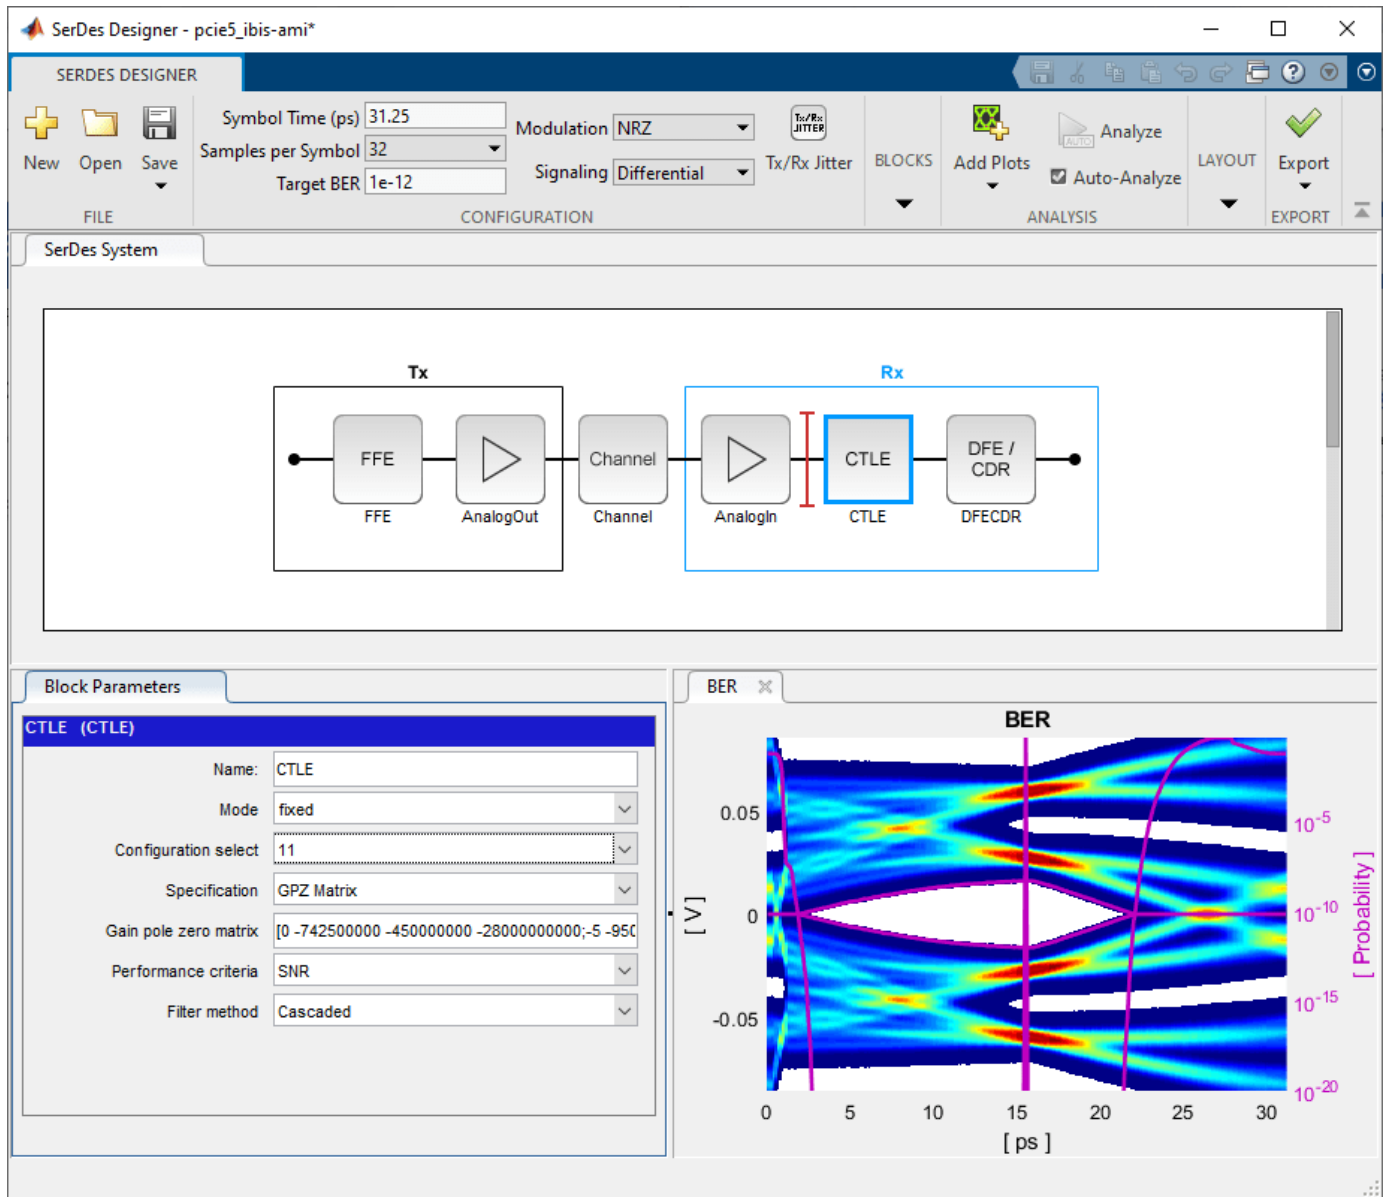 SerDes Designer - pcie5_ibis-ami*
SERDES DESIGNER
New
Open
Save
FILE
Symbol Time (ps) 31.25
Samples per Symbol 32
Target BER 1e-12
Modulation NRZ
Signaling Differential
Tx/Rx
JITTER
Tx/Rx Jitter
CONFIGURATION
BLOCKS
Add Plots
AUTO
Analyze
Auto-Analyze
ANALYSIS
LAYOUT
Export
EXPORT
SerDes System
Tx
Rx
FFE
Channel
CTLE
DFE /
CDR
FFE
AnalogOut
Channel
AnalogIn
CTLE
DFECDR
Block Parameters
CTLE (CTLE)
Name: CTLE
Mode fixed
Configuration select 11
Specification GPZ Matrix
Gain pole zero matrix [0 -742500000 -450000000 -28000000000;-5 -950
Performance criteria SNR
Filter method Cascaded
BER
BER
0.05
0
-0.05
[ V ]
0 5 10 15 20 25 30
[ ps ]
10^-5
10^-10
10^-15
10^-20
[ Probability ]